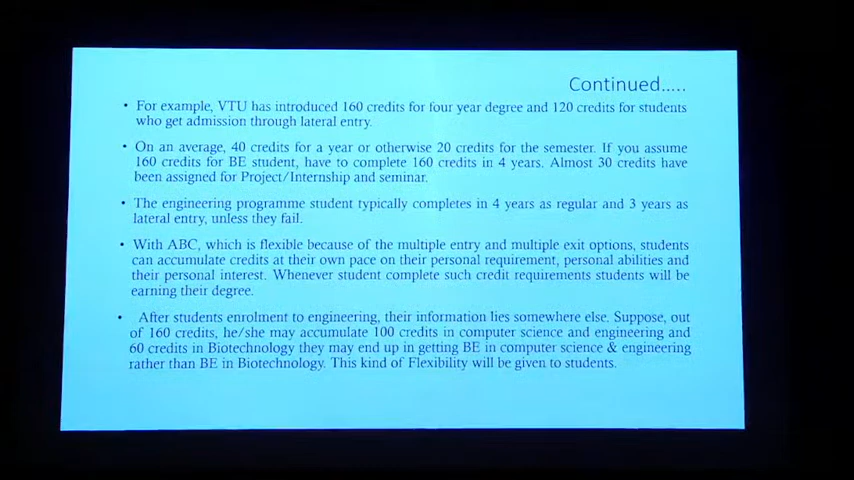 Continued.....
• For example, VTU has introduced 160 credits for four year degree and 120 credits for students
who get admission through lateral entry.
• On an average, 40 credits for a year or otherwise 20 credits for the semester. If you assume
160 credits for BE student, have to complete 160 credits in 4 years. Almost 30 credits have
been assigned for Project/Internship and seminar.
• The engineering programme student typically completes in 4 years as regular and 3 years as
lateral entry, unless they fail.
• With ABC, which is flexible because of the multiple entry and multiple exit options, students
can accumulate credits at their own pace on their personal requirement, personal abilities and
their personal interest. Whenever student complete such credit requirements students will be
earning their degree.
• After students enrolment to engineering, their information lies somewhere else. Suppose, out
of 160 credits, he/she may accumulate 100 credits in computer science and engineering and
60 credits in Biotechnology they may end up in getting BE in computer science & engineering
rather than BE in Biotechnology. This kind of Flexibility will be given to students.